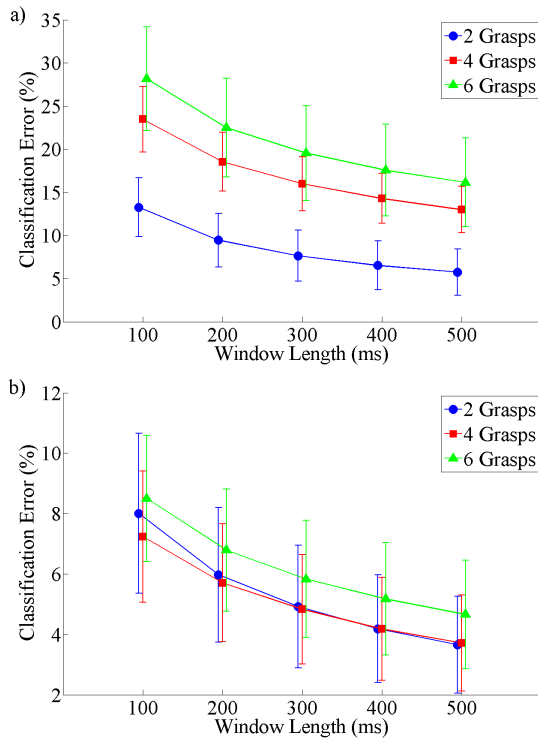 a)
35
30
25
20
15
10
5
0
Classification Error (%)
2 Grasps
4 Grasps
6 Grasps
100 200 300 400 500
Window Length (ms)
b)
12
10
8
6
4
2
Classification Error (%)
2 Grasps
4 Grasps
6 Grasps
100 200 300 400 500
Window Length (ms)